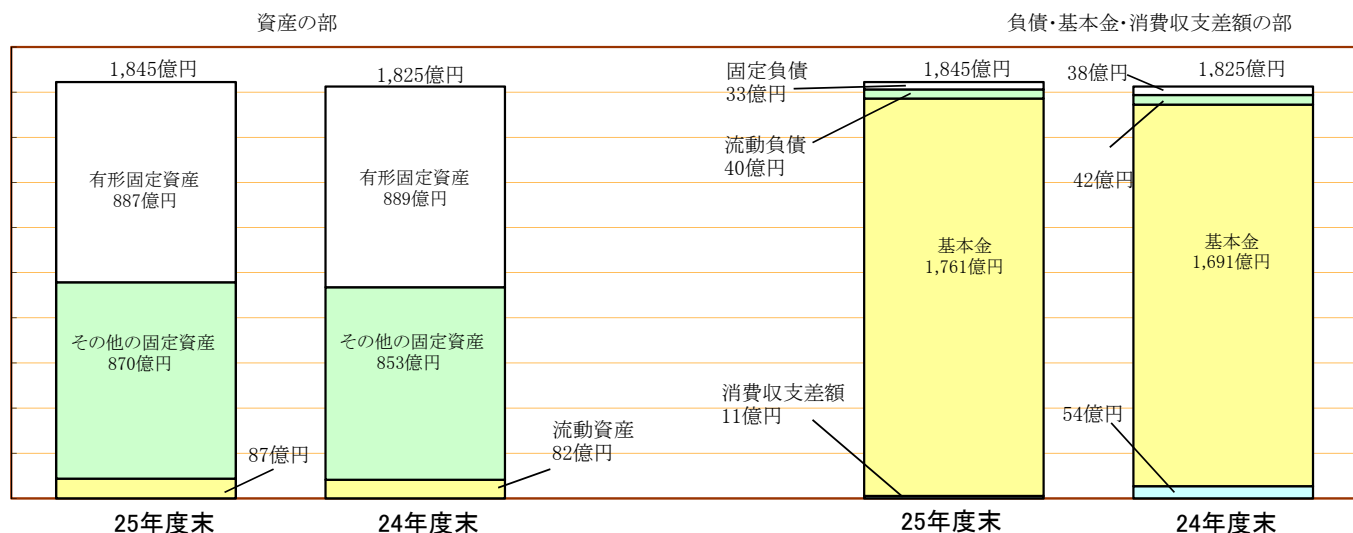 資産の部
負債・基本金・消費収支差額の部
1,845億円
有形固定資産
887億円
その他の固定資産
870億円
87億円
25年度末
1,825億円
有形固定資産
889億円
その他の固定資産
853億円
流動資産
82億円
24年度末
固定負債
33億円
流動負債
40億円
1,845億円
基本金
1,761億円
消費収支差額
11億円
25年度末
38億円
1,825億円
42億円
基本金
1,691億円
54億円
24年度末